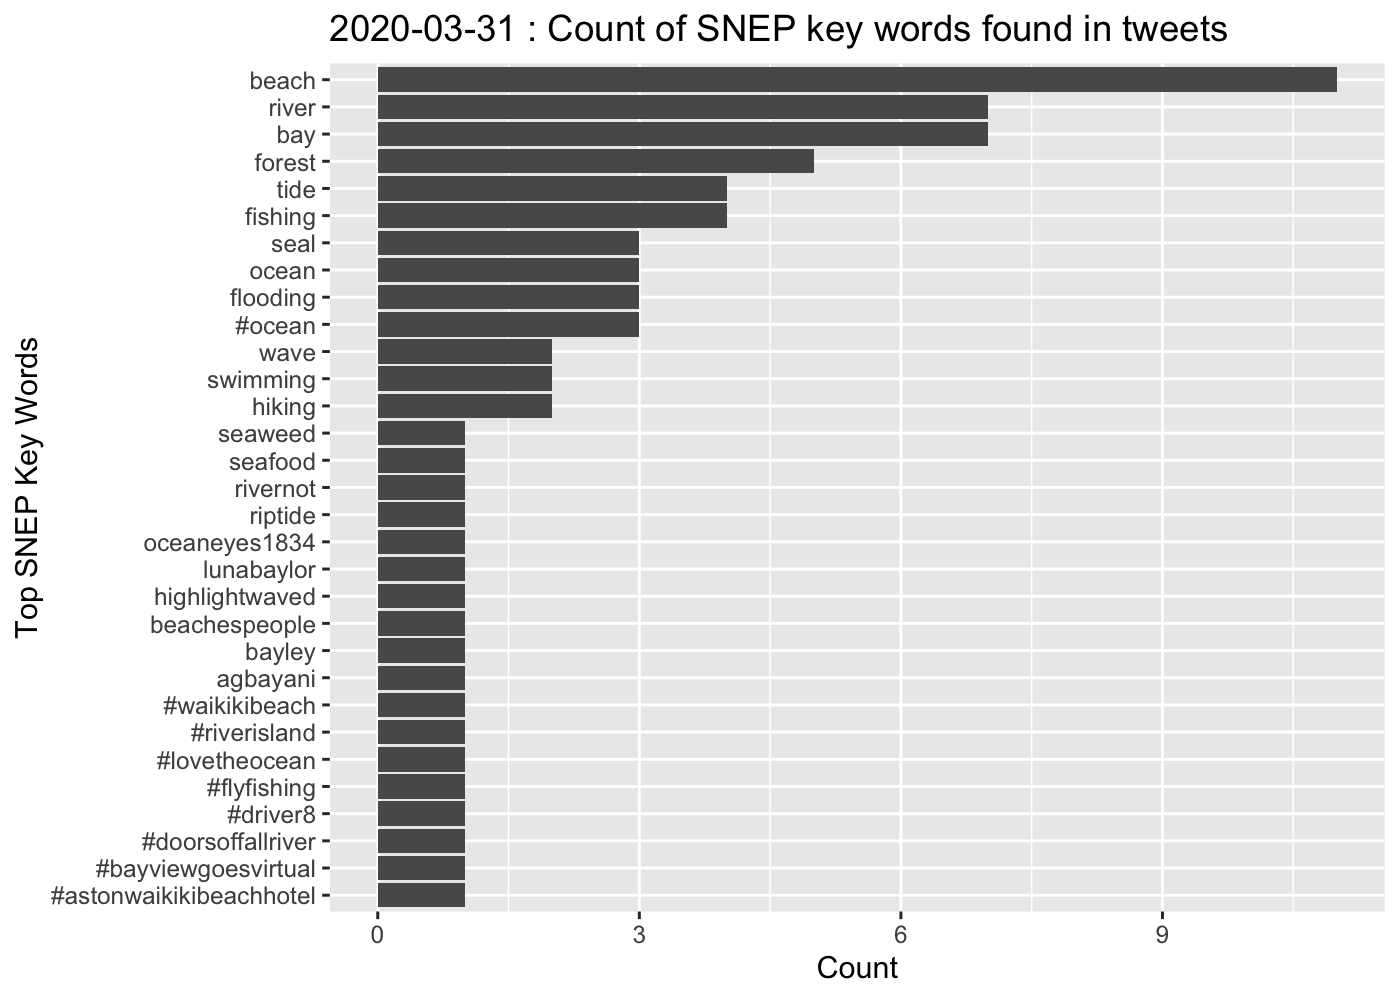 2020-03-31 : Count of SNEP key words found in tweets
Top SNEP Key Words
beach
river
bay
forest
tide
fishing
seal
ocean
flooding
#ocean
wave
swimming
hiking
seaweed
seafood
rivernot
riptide
oceaneyes1834
lunabaylor
highlightwaved
beachespeople
bayley
agbayani
#waikikibeach
#riverisland
#lovetheocean
#flyfishing
#driver8
#doorsoffallriver
#bayviewgoesvirtual
#astonwaikikibeachhotel
0 3 6 9
Count